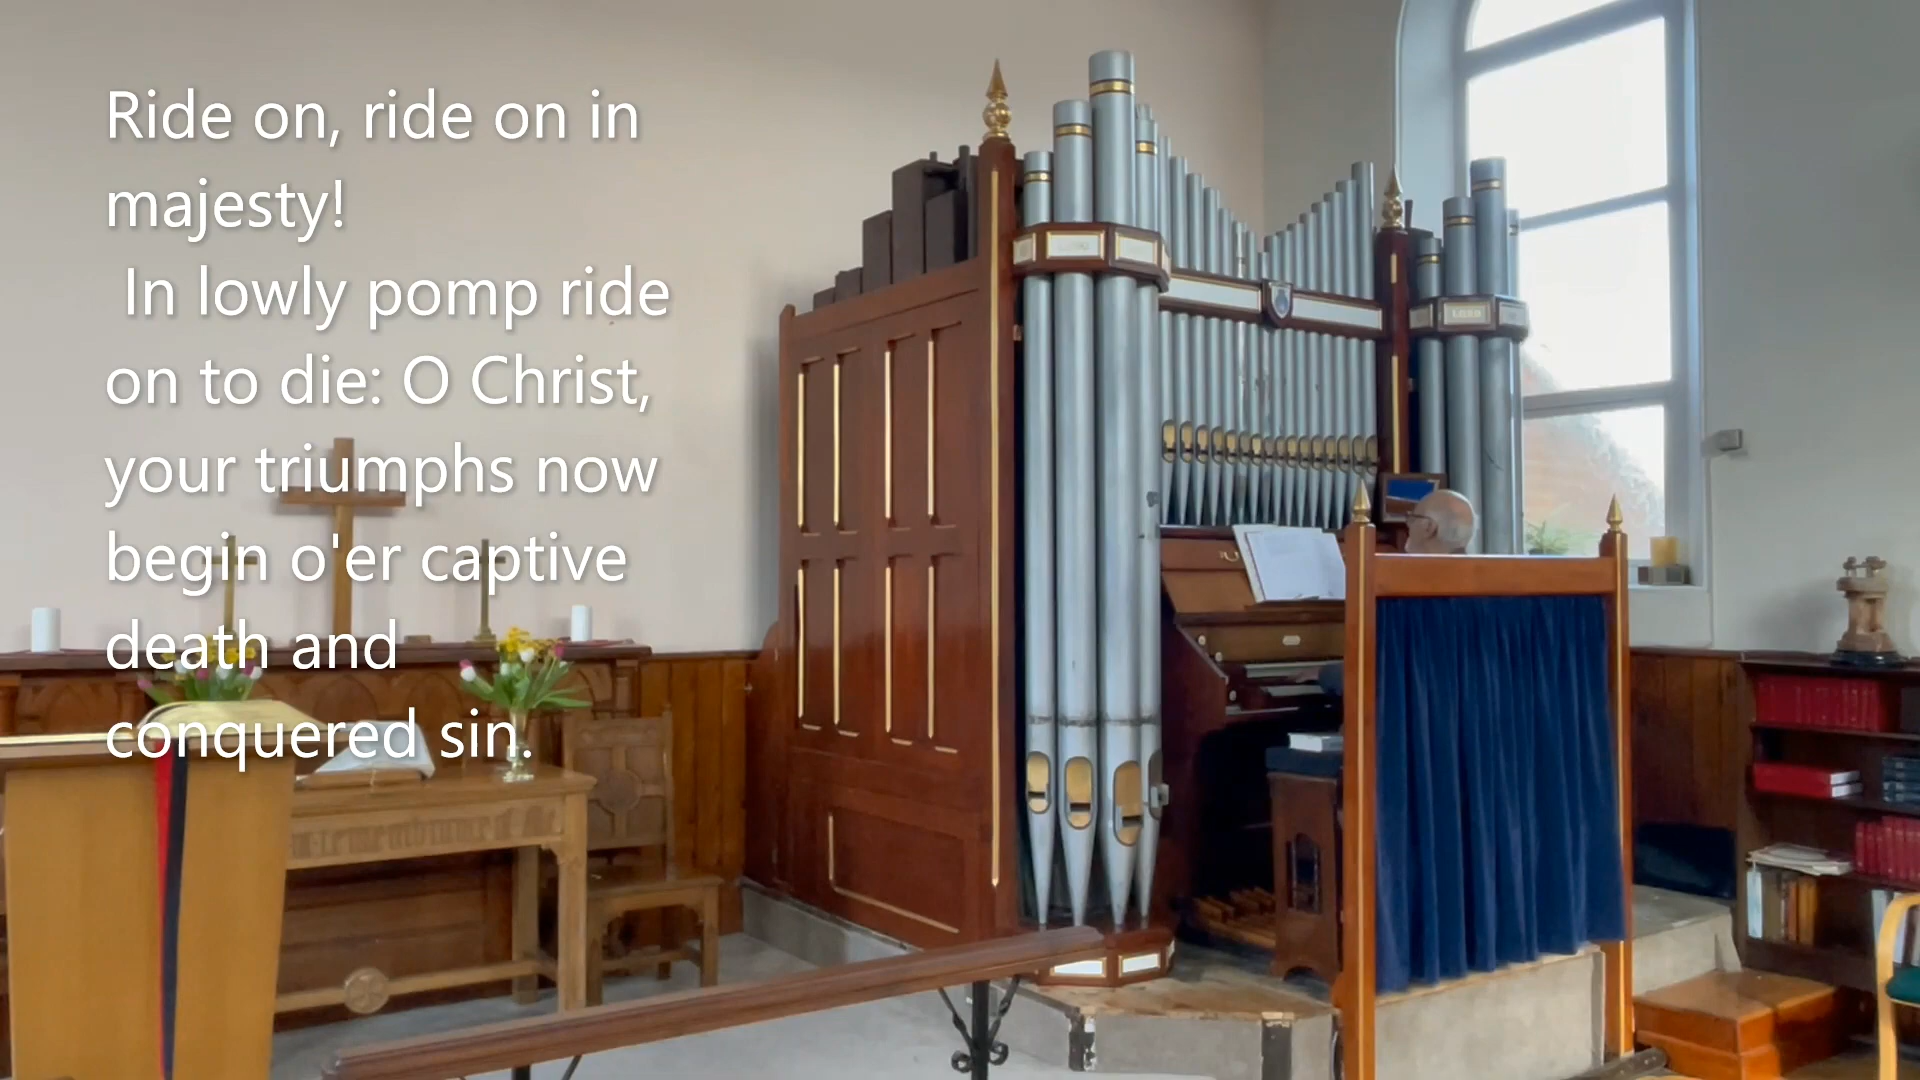 Ride on, ride on in
majesty!
In lowly pomp ride
on to die: O Christ,
your triumphs now
begin o'er captive
death and
conquered sin.
LORD